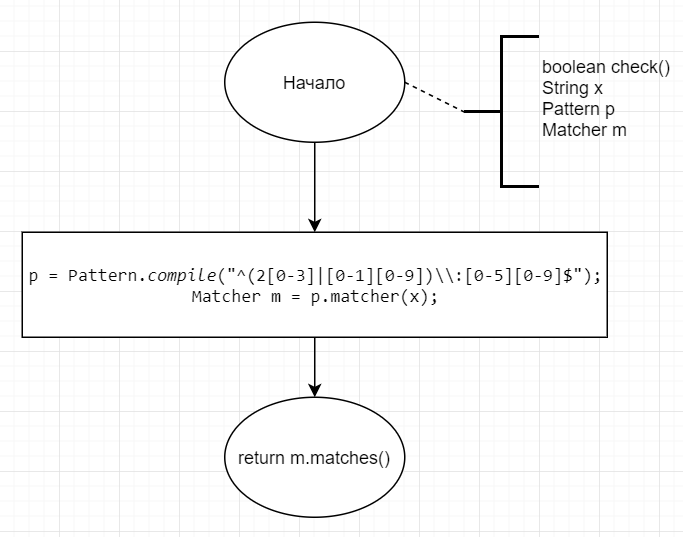 Начало
boolean check()
String x
Pattern p
Matcher m
p = Pattern.compile("^(2[0-3]|[0-1][0-9])\\:[0-5][0-9]$");
Matcher m = p.matcher(x);
return m.matches()